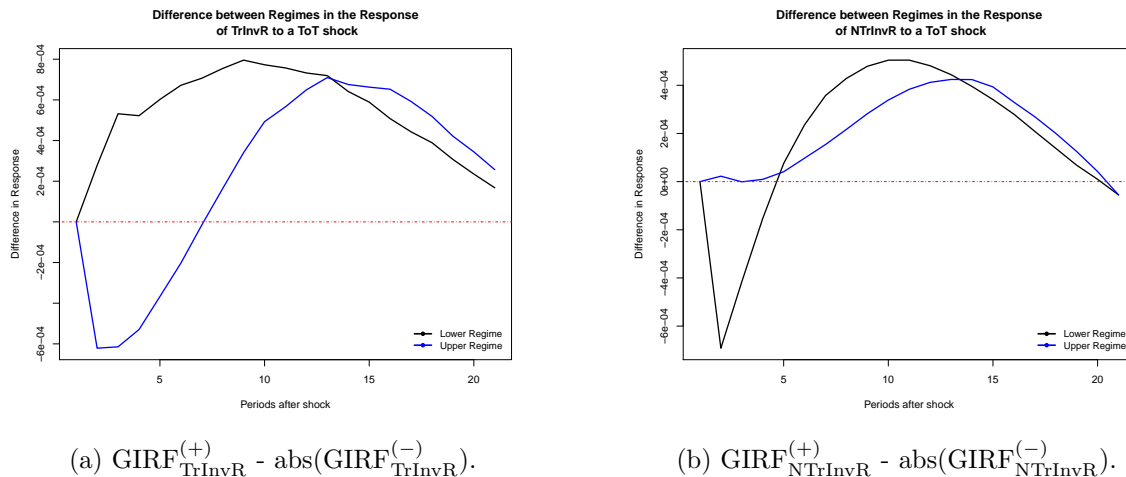 Difference between Regimes in the Response
of TrInvR to a ToT shock
Difference in Response
8e−04
6e−04
4e−04
2e−04
−2e−04
−6e−04
5
10
15
20
Periods after shock
Lower Regime
Upper Regime
Difference between Regimes in the Response
of NTrInvR to a ToT shock
Difference in Response
4e−04
2e−04
0e+00
−2e−04
−4e−04
−6e−04
5
10
15
20
Periods after shock
Lower Regime
Upper Regime
(a) GIRF(+)TrInvR - abs(GIRF(−)TrInvR).
(b) GIRF(+)NTrInvR - abs(GIRF(−)NTrInvR).